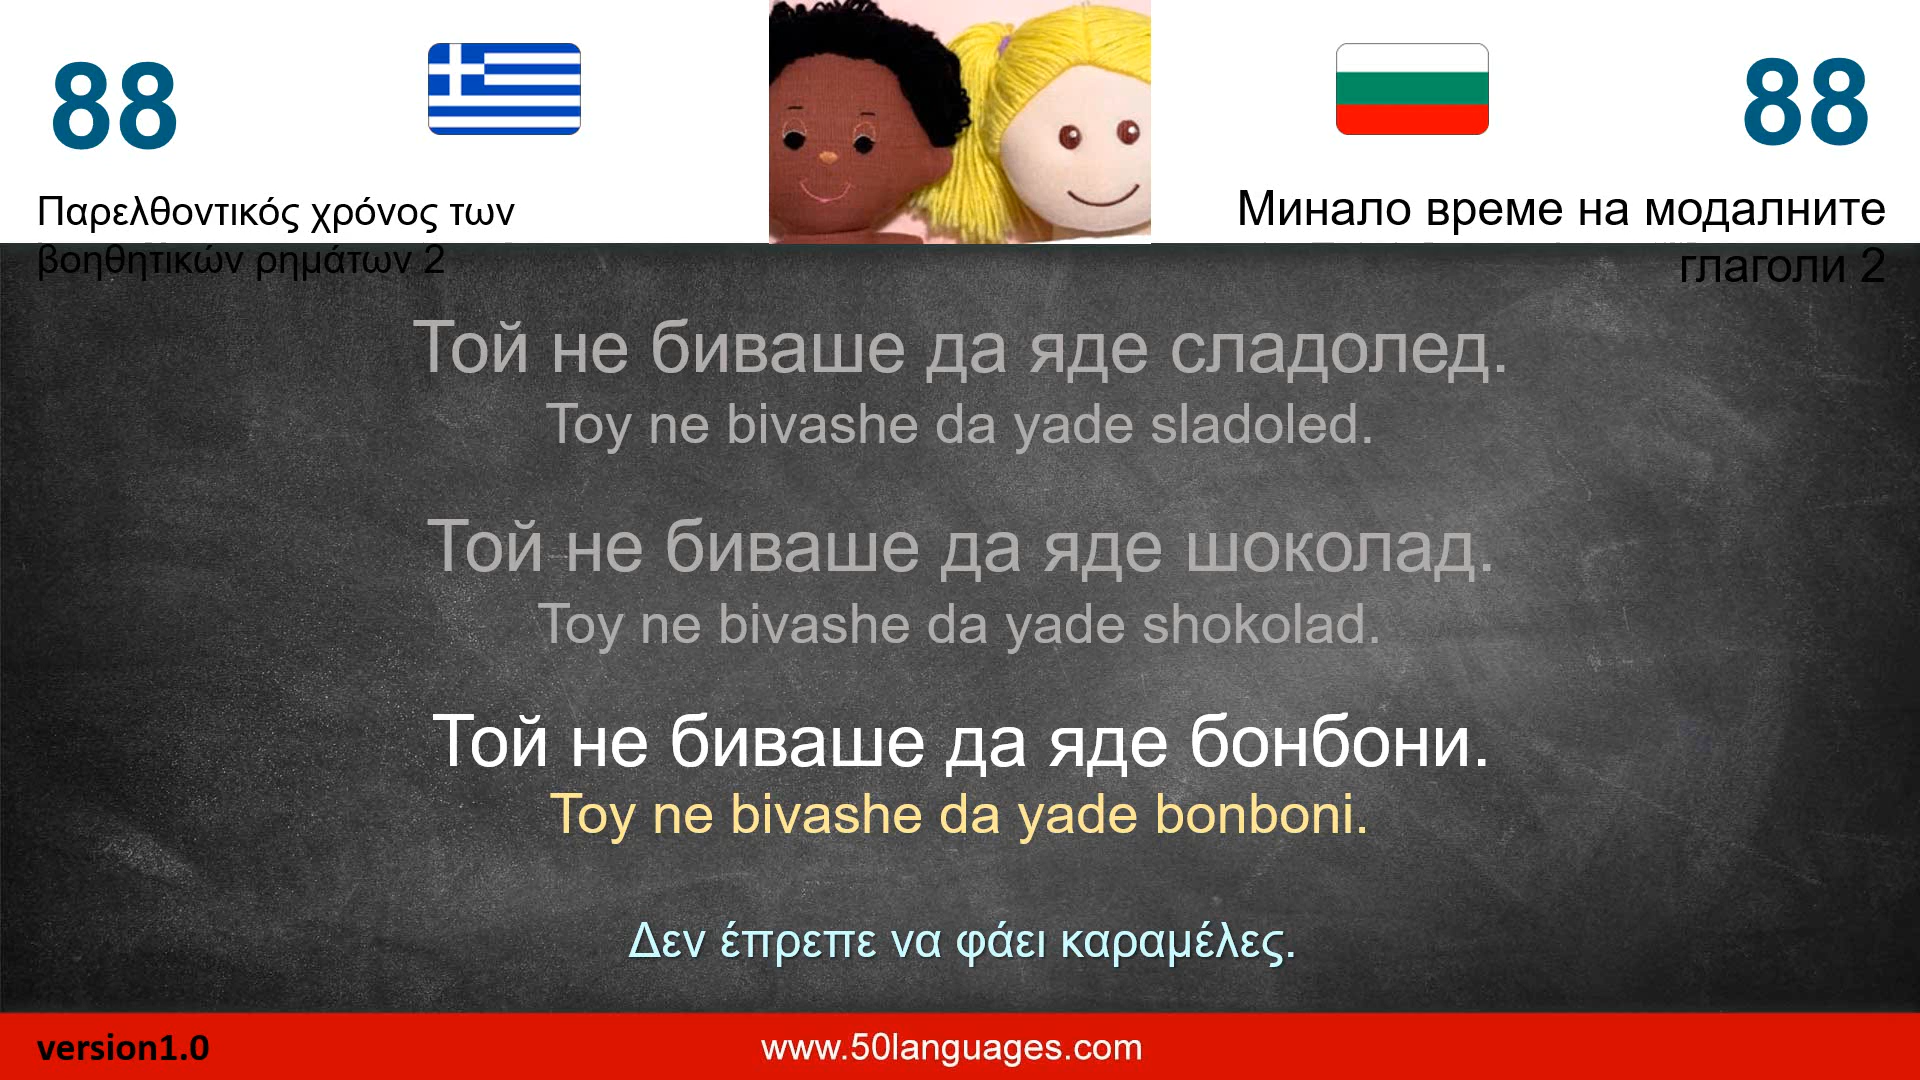 88
88
Παρελθοντικός χρόνος των
βοηθητικών ρημάτων 2
Минало време на модалните
глаголи 2
Той не биваше да яде сладолед.
Toy ne bivashe da yade sladoled.
Той не биваше да яде шоколад.
Toy ne bivashe da yade shokolad.
Той не биваше да яде бонбони.
Toy ne bivashe da yade bonboni.
Δεν έπρεπε να φάει καραμέλες.
version1.0
www.50languages.com